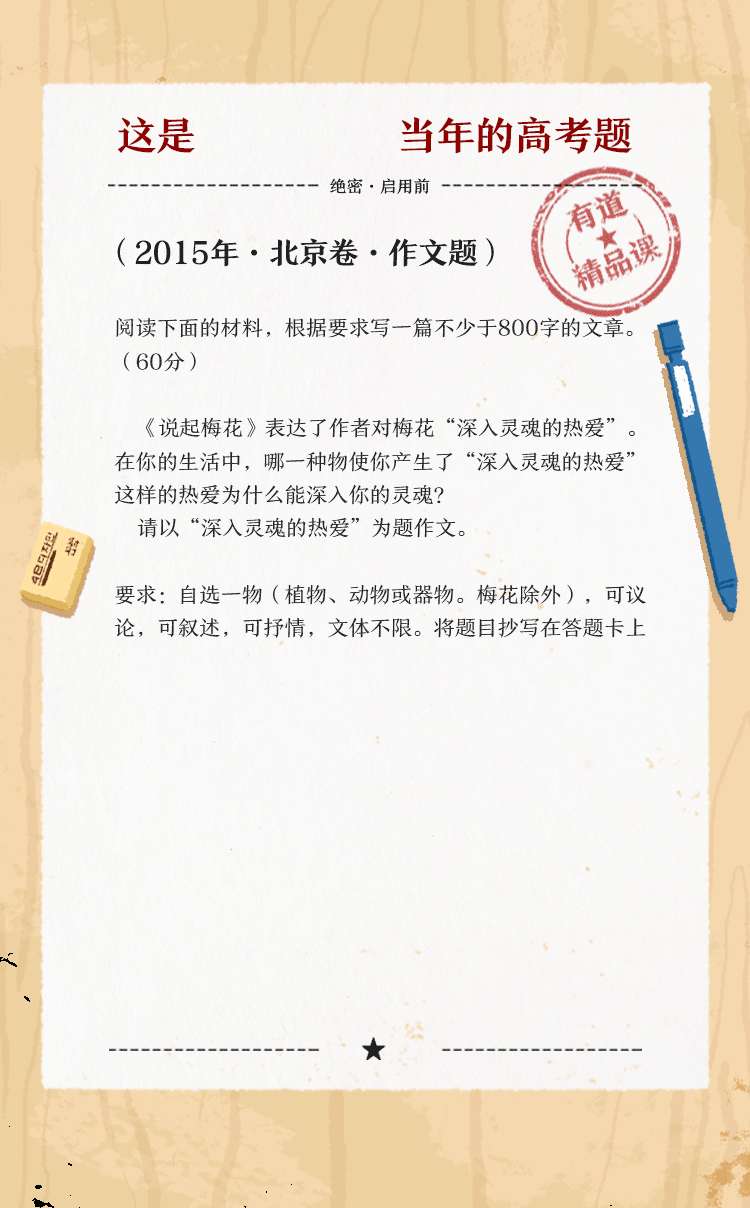 这是 当年的高考题
绝密·启用前
有道
精品课
(2015年·北京卷·作文题)
阅读下面的材料，根据要求写一篇不少于800字的文章。
（60分）
《说起梅花》表达了作者对梅花“深入灵魂的热爱”。
在你的生活中，哪一种物使你产生了“深入灵魂的热爱”
这样的热爱为什么能深入你的灵魂?
请以“深入灵魂的热爱”为题作文。
要求：自选一物（植物、动物或器物。梅花除外），可议
论，可叙述，可抒情，文体不限。将题目抄写在答题卡上